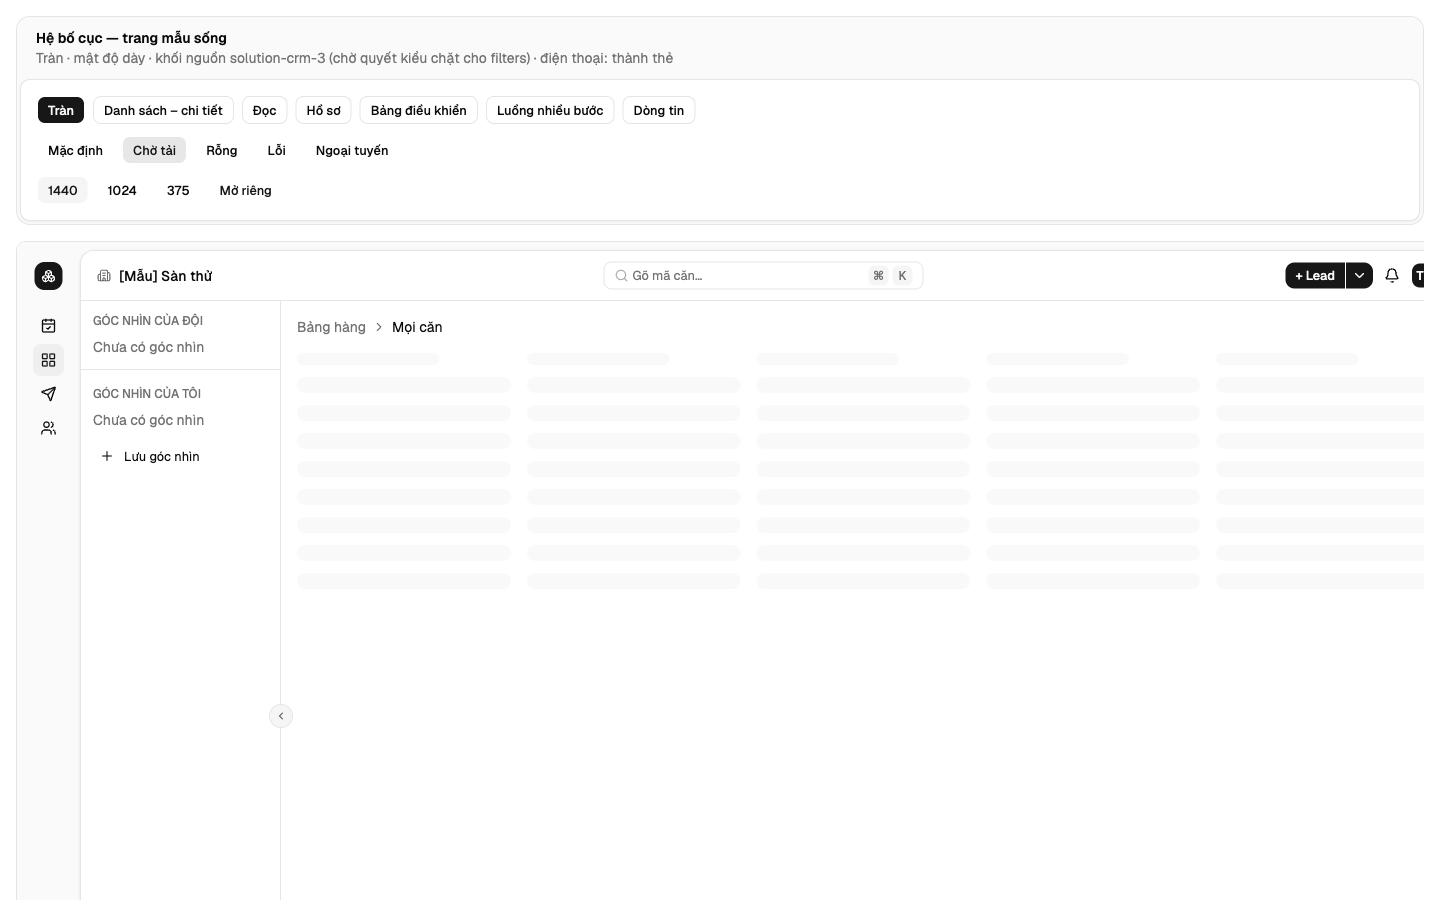 Hệ bố cục — trang mẫu sống
Tràn · mật độ dày · khối nguồn solution-crm-3 (chờ quyết kiểu chặt cho filters) · điện thoại: thành thẻ
Tràn
Danh sách – chi tiết
Đọc
Hồ sơ
Bảng điều khiển
Luồng nhiều bước
Dòng tin
Mặc định
Chờ tải
Rỗng
Lỗi
Ngoại tuyến
1440
1024
375
Mở riêng
[Mẫu] Sàn thử
Gõ mã căn...
⌘ K
+ Lead
T
GÓC NHÌN CỦA ĐỘI
Chưa có góc nhìn
GÓC NHÌN CỦA TÔI
Chưa có góc nhìn
Lưu góc nhìn
Bảng hàng > Mọi căn